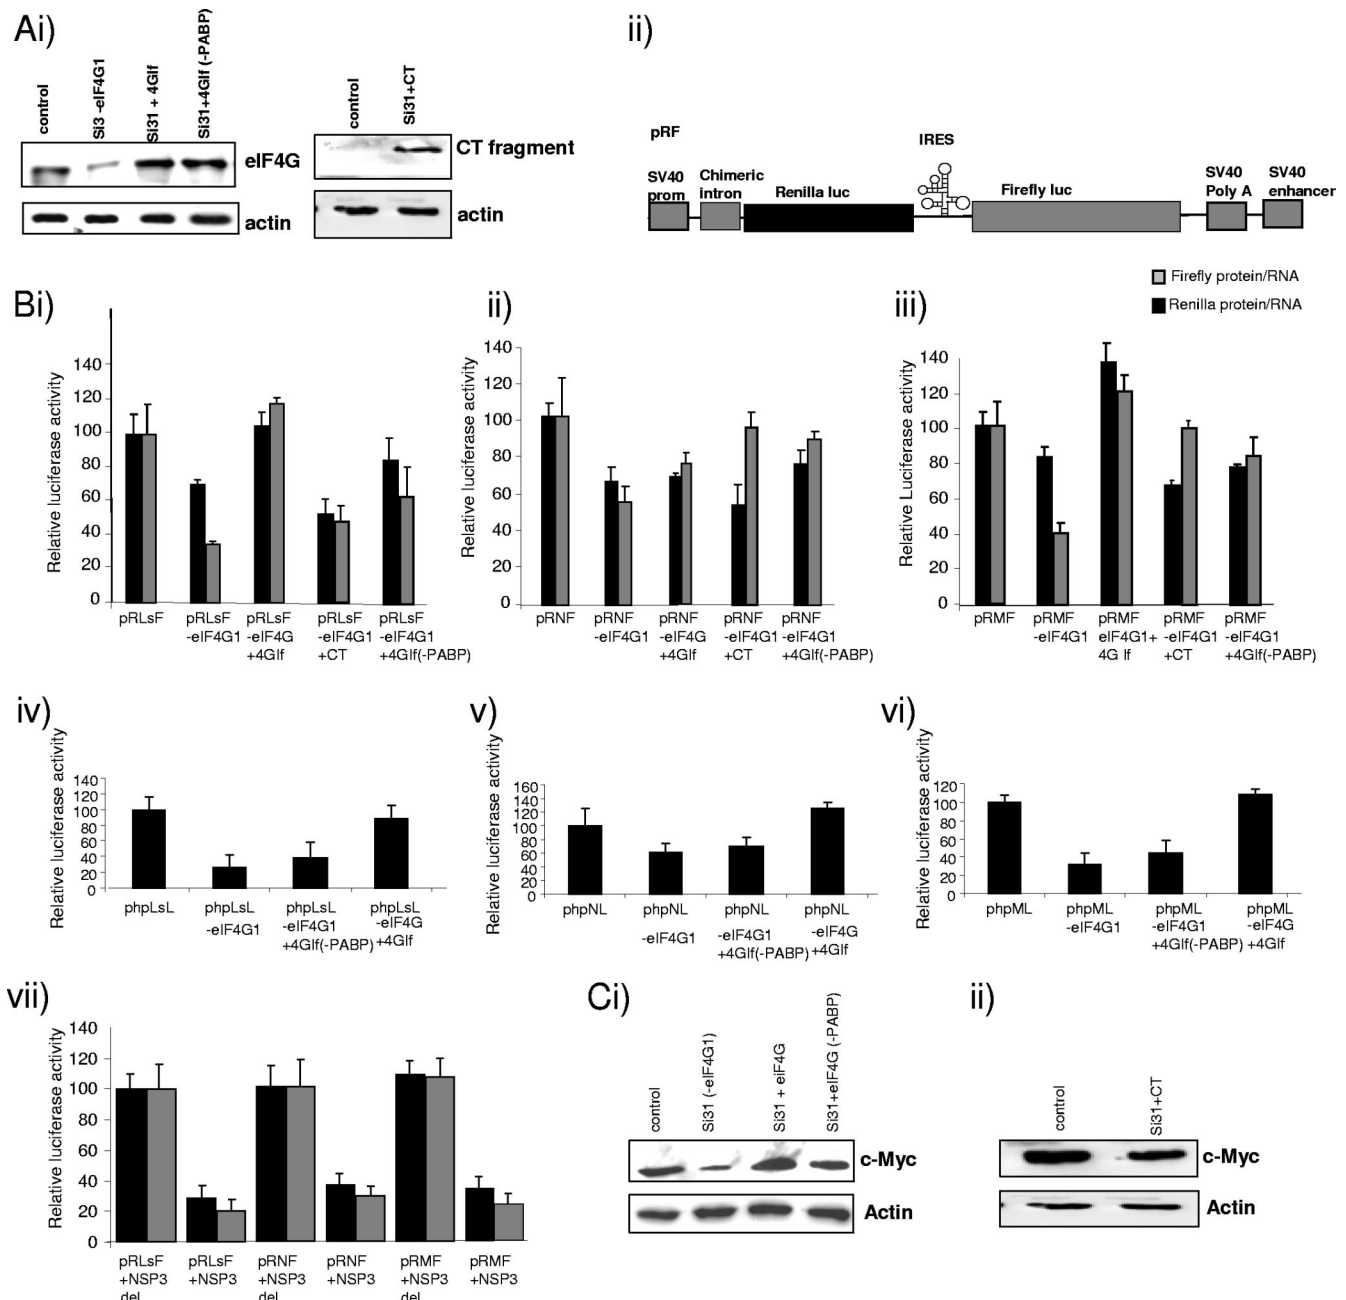 Ai)
control
Si3 -eIF4G1
Si31 + 4GIf
Si31+4GIf (-PABP)
eIF4G
actin
control
Si31+CT
CT fragment
actin
ii)
pRF
IRES
SV40 prom
Chimeric intron
Renilla luc
Firefly luc
SV40 Poly A
SV40 enhancer
Firefly protein/RNA
Renilla protein/RNA
Bi)
Relative luciferase activity
140
120
100
80
60
40
20
0
pRLsF
pRLsF -eIF4G1
pRLsF -eIF4G +4GIf
pRLsF -eIF4G1 +CT
pRLsF -eIF4G1 +4GIf(-PABP)
ii)
Relative luciferase activity
140
120
100
80
60
40
20
0
pRNF
pRNF -eIF4G1
pRNF -eIF4G +4GIf
pRNF -eIF4G1 +CT
pRNF -eIF4G1 +4GIf(-PABP)
iii)
Relative Luciferase activity
140
120
100
80
60
40
20
0
pRMF
pRMF -eIF4G1
pRMF eIF4G1+ 4G If
pRMF -eIF4G1 +CT
pRMF -eIF4G1 +4GIf(-PABP)
iv)
Relative luciferase activity
140
120
100
80
60
40
20
0
phpLsL
phpLsL -eIF4G1
phpLsL -eIF4G1 +4GIf(-PABP)
phpLsL -eIF4G +4GIf
v)
Relative luciferase activity
160
140
120
100
80
60
40
20
0
phpNL
phpNL -eIF4G1
phpNL -eIF4G1 +4GIf(-PABP)
phpNL -eIF4G +4GIf
vi)
Relative luciferase activity
120
100
80
60
40
20
0
phpML
phpML -eIF4G1
phpML -eIF4G1 +4GIf(-PABP)
phpML -eIF4G +4GIf
vii)
Relative luciferase activity
140
120
100
80
60
40
20
0
pRLsF +NSP3 del
pRLsF +NSP3
pRNF +NSP3 del
pRNF +NSP3
pRMF +NSP3 del
pRMF +NSP3
Ci)
control
Si31 (-eIF4G1)
Si31 + eiF4G
Si31+eIF4G (-PABP)
c-Myc
Actin
ii)
control
Si31+CT
c-Myc
Actin